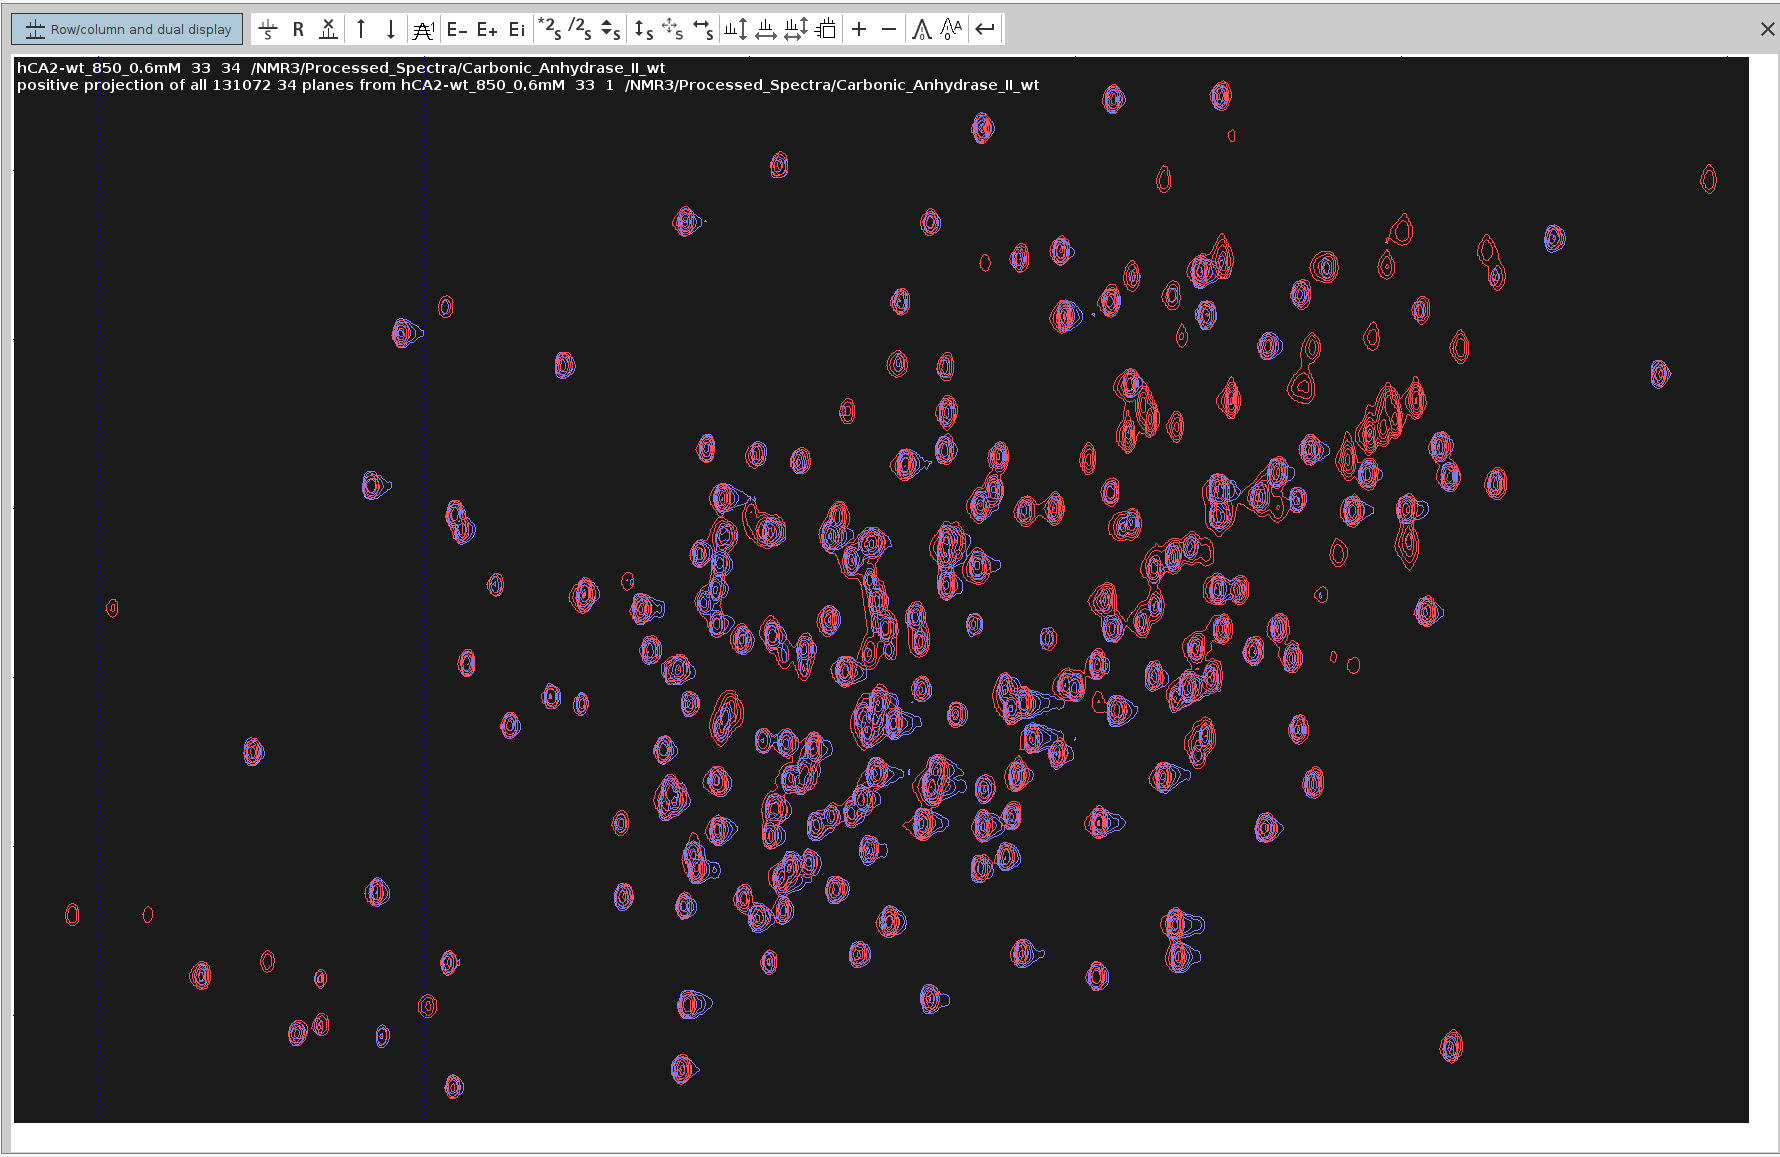 Row/column and dual display R E- E+ Ei *2s /2s s s s s + -
hCA2-wt_850_0.6mM 33 34 /NMR3/Processed_Spectra/Carbonic_Anhydrase_II_wt
positive projection of all 131072 34 planes from hCA2-wt_850_0.6mM 33 1 /NMR3/Processed_Spectra/Carbonic_Anhydrase_II_wt